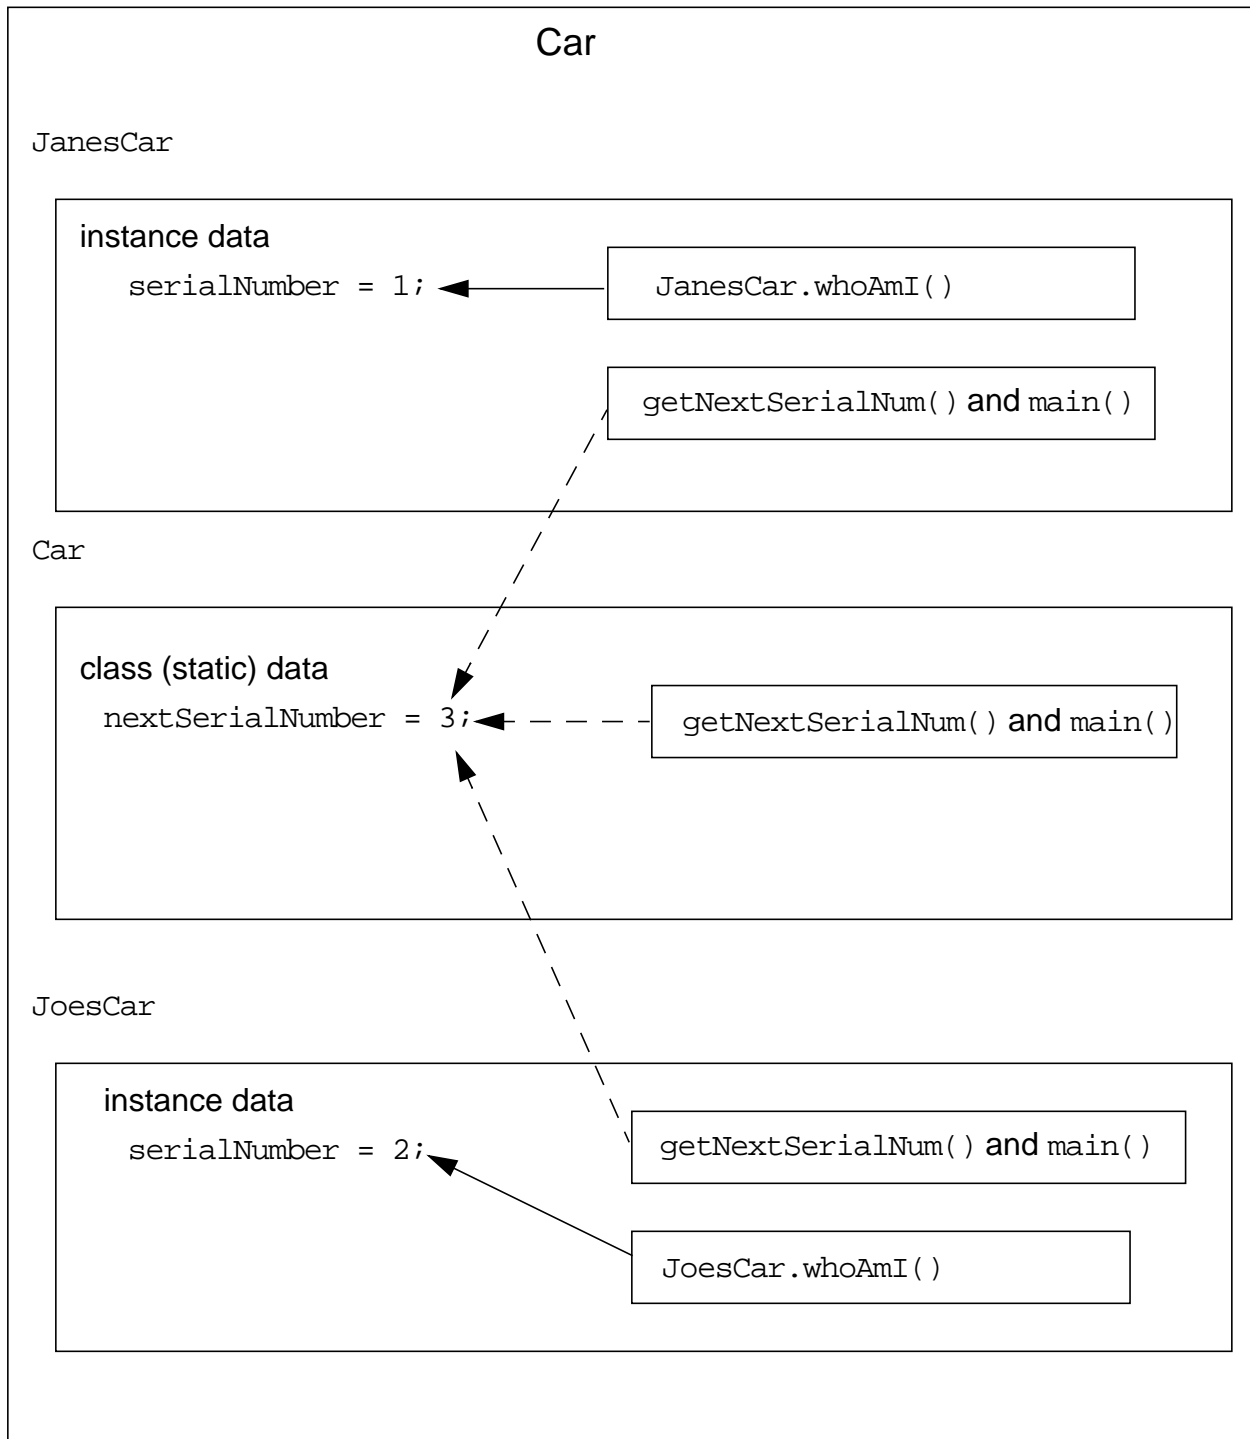 Car
JanesCar
instance data
serialNumber = 1;
JanesCar.whoAmI()
getNextSerialNum() and main()
Car
class (static) data
nextSerialNumber = 3;
getNextSerialNum() and main()
JoesCar
instance data
serialNumber = 2;
getNextSerialNum() and main()
JoesCar.whoAmI()